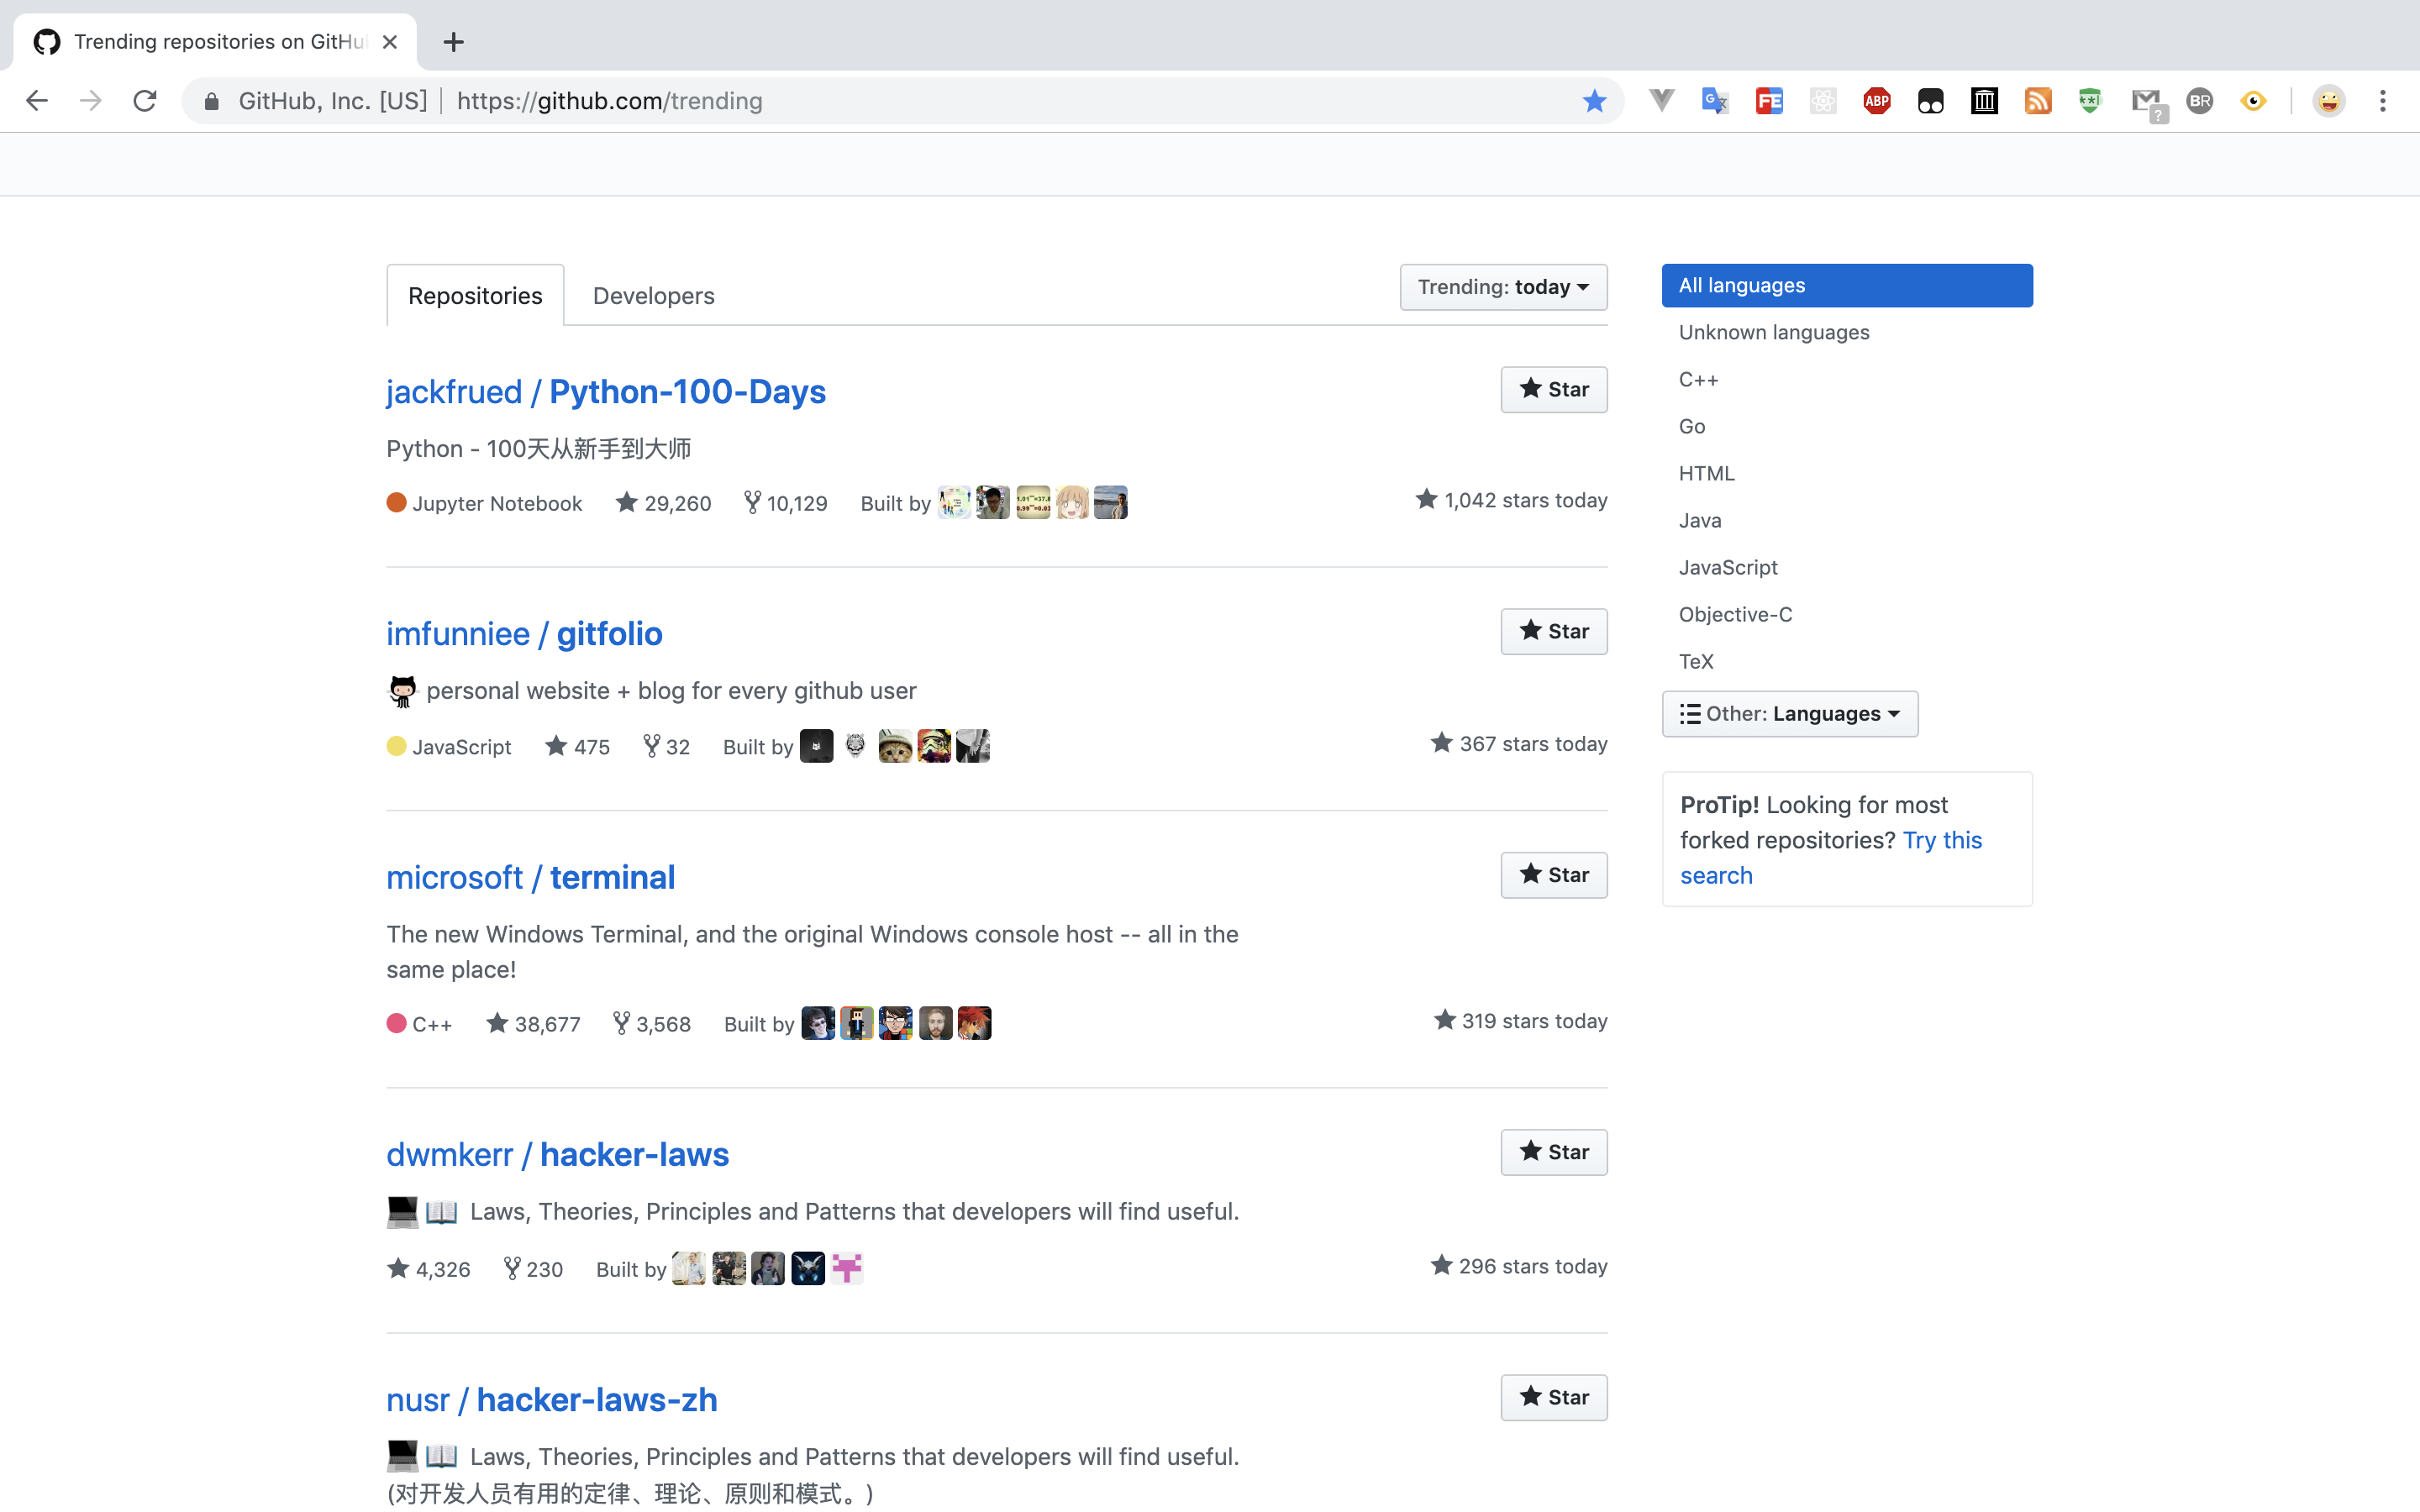 Trending repositories on GitHu
GitHub, Inc. [US] | https://github.com/trending
ABP
BR
Repositories
Developers
Trending: today
jackfrued / Python-100-Days
Star
Python - 100天从新手到大师
Jupyter Notebook 29,260 10,129 Built by
1,042 stars today
imfunniee / gitfolio
Star
personal website + blog for every github user
JavaScript 475 32 Built by
367 stars today
microsoft / terminal
Star
The new Windows Terminal, and the original Windows console host -- all in the
same place!
C++ 38,677 3,568 Built by
319 stars today
dwmkerr / hacker-laws
Star
Laws, Theories, Principles and Patterns that developers will find useful.
4,326 230 Built by
296 stars today
nusr / hacker-laws-zh
Star
Laws, Theories, Principles and Patterns that developers will find useful.
(对开发人员有用的定律、理论、原则和模式。)
All languages
Unknown languages
C++
Go
HTML
Java
JavaScript
Objective-C
TeX
Other: Languages
ProTip! Looking for most
forked repositories? Try this
search